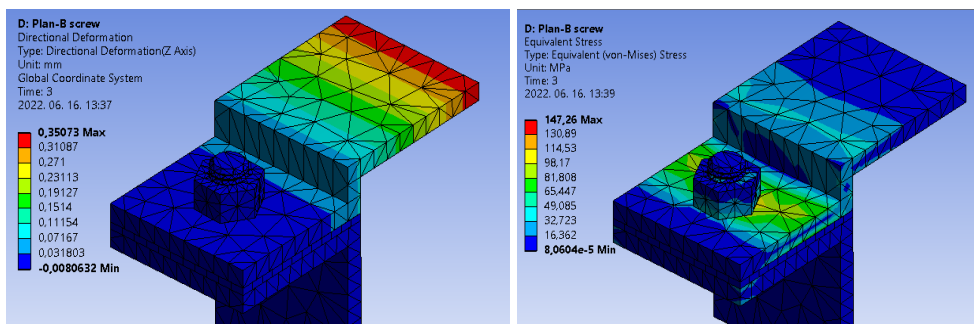 D: Plan-B screw
Directional Deformation
Type: Directional Deformation(Z Axis)
Unit: mm
Global Coordinate System
Time: 3
2022. 06. 16. 13:37
0,35073 Max
0,31087
0,271
0,23113
0,19127
0,1514
0,11154
0,07167
0,031803
-0,0080632 Min
D: Plan-B screw
Equivalent Stress
Type: Equivalent (von-Mises) Stress
Unit: MPa
Time: 3
2022. 06. 16. 13:39
147,26 Max
130,89
114,53
98,17
81,808
65,447
49,085
32,723
16,362
8,0604e-5 Min